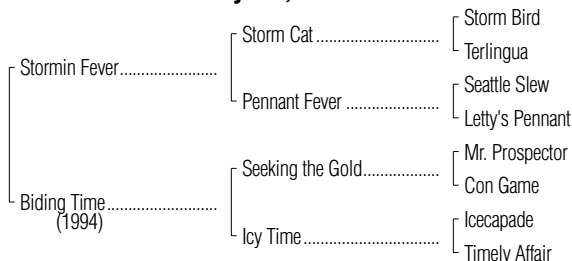 Storm Bird
Storm Cat
Terlingua
Stormin Fever
Seattle Slew
Pennant Fever
Letty's Pennant
Mr. Prospector
Seeking the Gold
Con Game
Biding Time
(1994)
Icecapade
Icy Time
Timely Affair